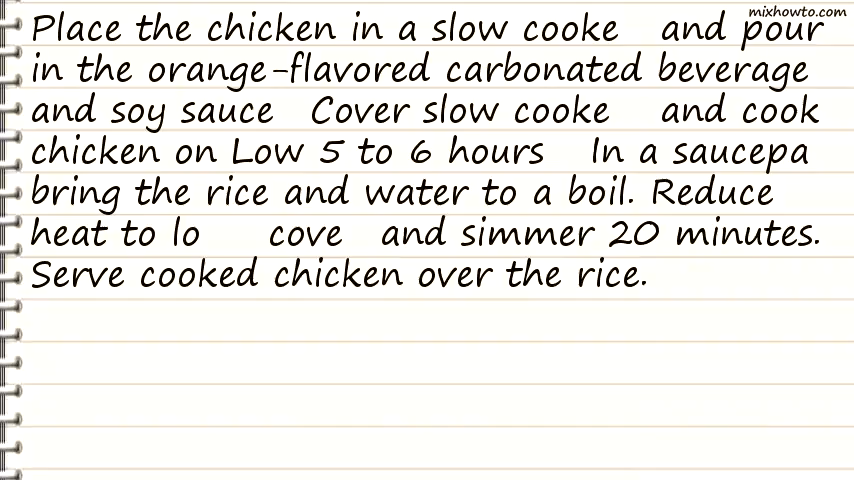 mixhowto.com
Place the chicken in a slow cooke and pour
in the orange-flavored carbonated beverage
and soy sauce Cover slow cooke and cook
chicken on Low 5 to 6 hours In a saucepa
bring the rice and water to a boil. Reduce
heat to lo cove and simmer 20 minutes.
Serve cooked chicken over the rice.